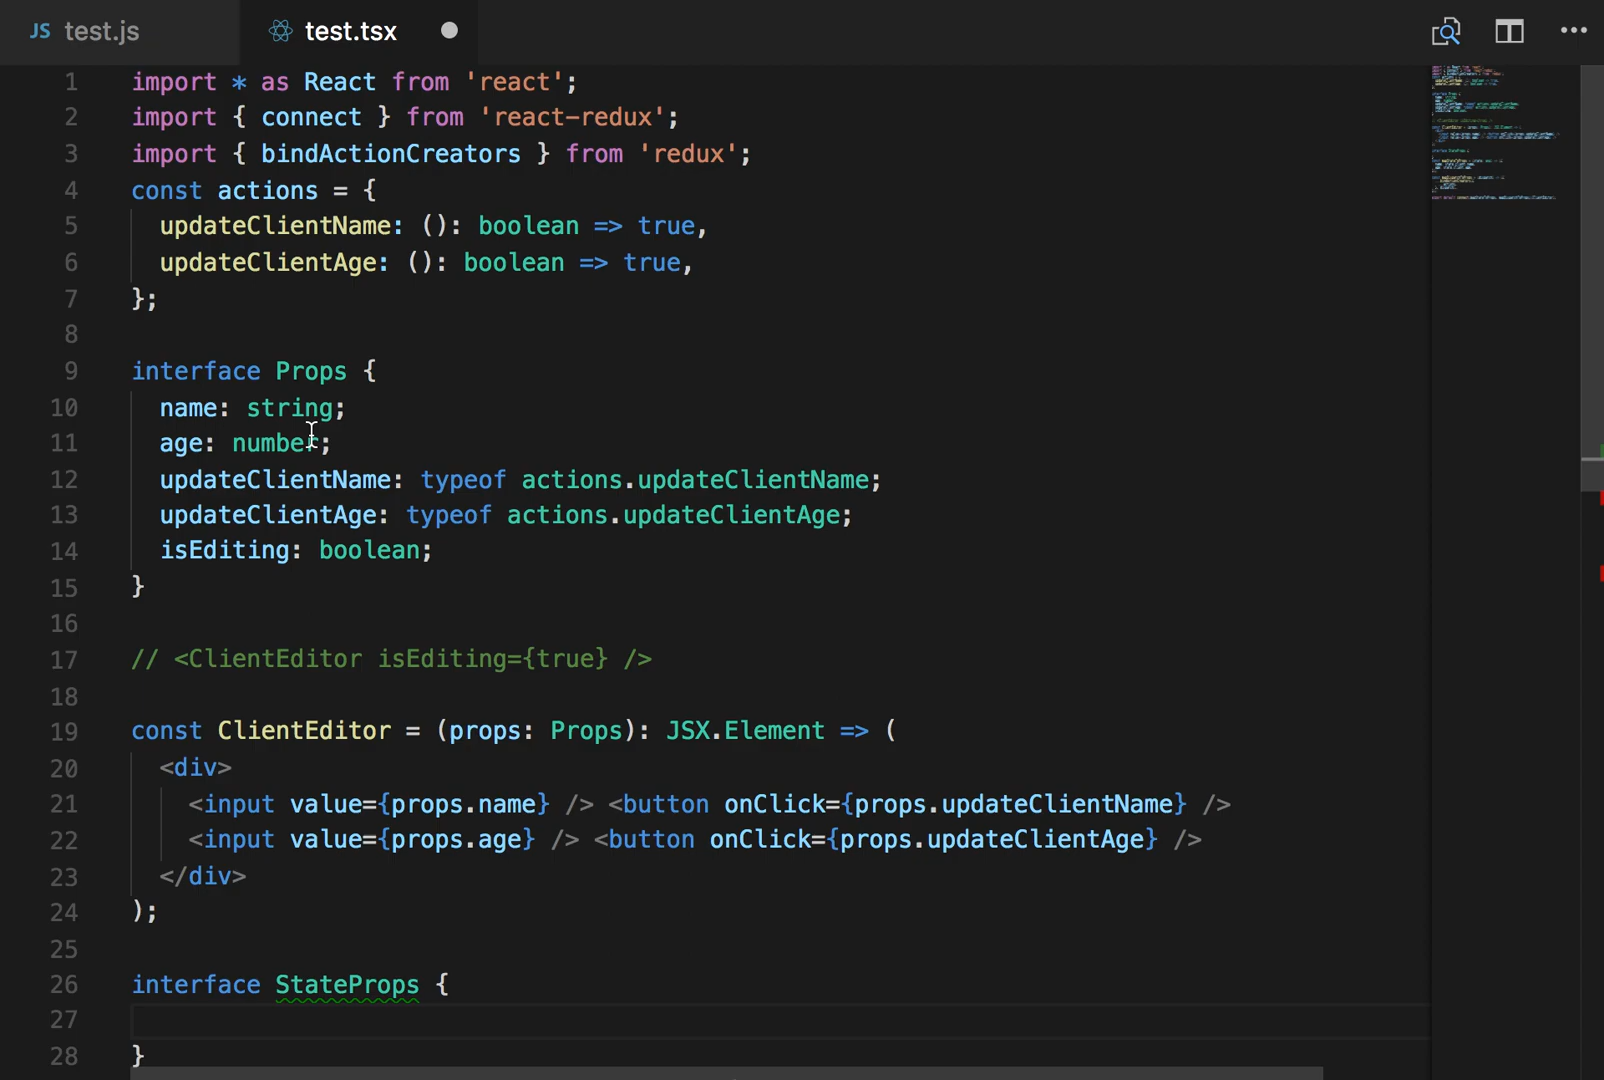 JS test.js test.tsx
1 import * as React from 'react';
2 import { connect } from 'react-redux';
3 import { bindActionCreators } from 'redux';
4 const actions = {
5 updateClientName: (): boolean => true,
6 updateClientAge: (): boolean => true,
7 };
8
9 interface Props {
10 name: string;
11 age: number;
12 updateClientName: typeof actions.updateClientName;
13 updateClientAge: typeof actions.updateClientAge;
14 isEditing: boolean;
15 }
16
17 // <ClientEditor isEditing={true} />
18
19 const ClientEditor = (props: Props): JSX.Element => (
20 <div>
21 <input value={props.name} /> <button onClick={props.updateClientName} />
22 <input value={props.age} /> <button onClick={props.updateClientAge} />
23 </div>
24 );
25
26 interface StateProps {
27
28 }